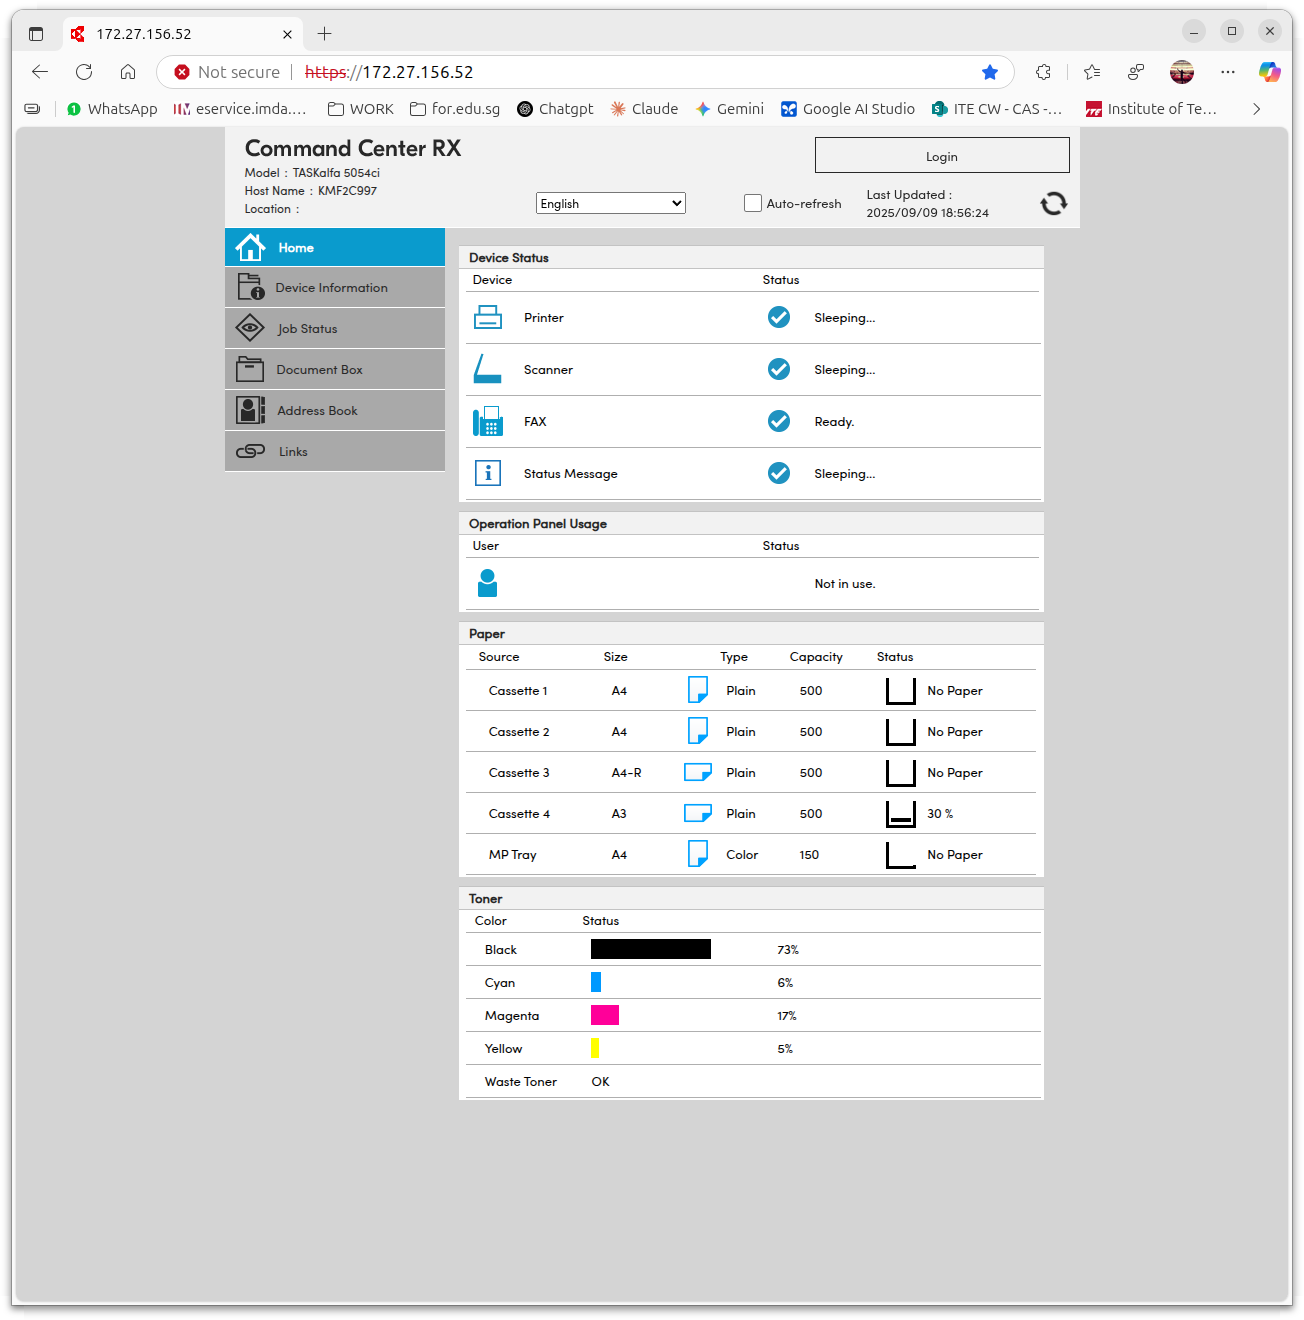 172.27.156.52
Not secure https://172.27.156.52
WhatsApp eservice.imda.... WORK for.edu.sg Chatgpt Claude Gemini Google AI Studio ITE CW - CAS -... Institute of Te...
Command Center RX
Model : TASKalfa 5054ci
Host Name : KMF2C997
Location :
Login
English
Auto-refresh
Last Updated :
2025/09/09 18:56:24
Home
Device Information
Job Status
Document Box
Address Book
Links
Device Status
Device Status
Printer Sleeping...
Scanner Sleeping...
FAX Ready.
Status Message Sleeping...
Operation Panel Usage
User Status
Not in use.
Paper
Source Size Type Capacity Status
Cassette 1 A4 Plain 500 No Paper
Cassette 2 A4 Plain 500 No Paper
Cassette 3 A4-R Plain 500 No Paper
Cassette 4 A3 Plain 500 30 %
MP Tray A4 Color 150 No Paper
Toner
Color Status
Black 73%
Cyan 6%
Magenta 17%
Yellow 5%
Waste Toner OK